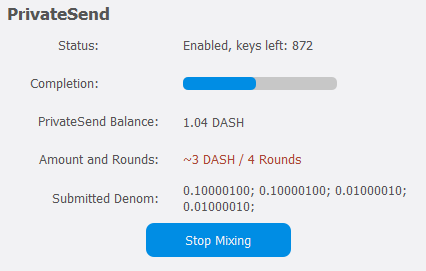 PrivateSend
Status: Enabled, keys left: 872
Completion:
PrivateSend Balance: 1.04 DASH
Amount and Rounds: ~3 DASH / 4 Rounds
Submitted Denom: 0.10000100; 0.10000100; 0.01000010;
0.01000010;
Stop Mixing